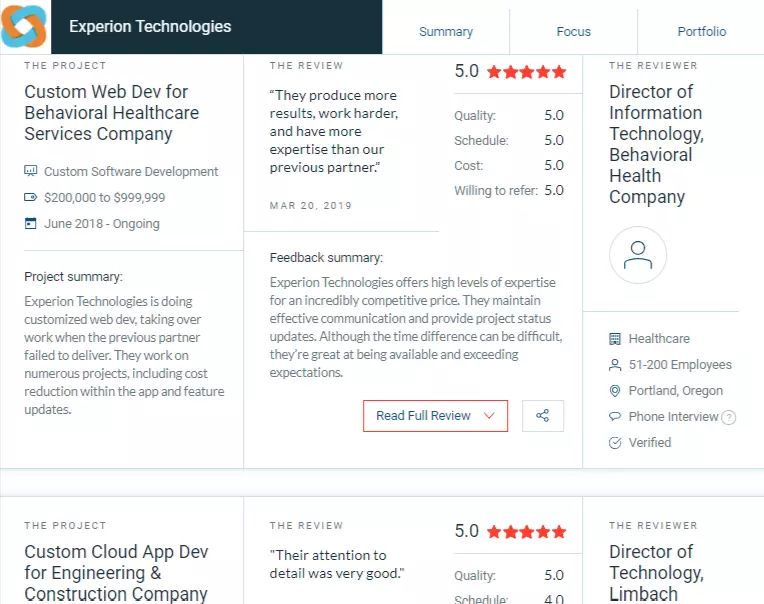 Experion Technologies
Summary
Focus
Portfolio
THE PROJECT
Custom Web Dev for
Behavioral Healthcare
Services Company
Custom Software Development
$200,000 to $999,999
June 2018 - Ongoing
Project summary:
Experion Technologies is doing
customized web dev, taking over
work when the previous partner
failed to deliver. They work on
numerous projects, including cost
reduction within the app and feature
updates.
THE REVIEW
“They produce more
results, work harder,
and have more
expertise than our
previous partner.”
MAR 20, 2019
5.0
Quality: 5.0
Schedule: 5.0
Cost: 5.0
Willing to refer: 5.0
Feedback summary:
Experion Technologies offers high levels of expertise
for an incredibly competitive price. They maintain
effective communication and provide project status
updates. Although the time difference can be difficult,
they're great at being available and exceeding
expectations.
Read Full Review
THE REVIEWER
Director of
Information
Technology,
Behavioral
Health
Company
Healthcare
51-200 Employees
Portland, Oregon
Phone Interview ?
Verified
THE PROJECT
Custom Cloud App Dev
for Engineering &
Construction Company
THE REVIEW
"Their attention to
detail was very good."
5.0
Quality: 5.0
Schedule: 4.0
THE REVIEWER
Director of
Technology,
Limbach